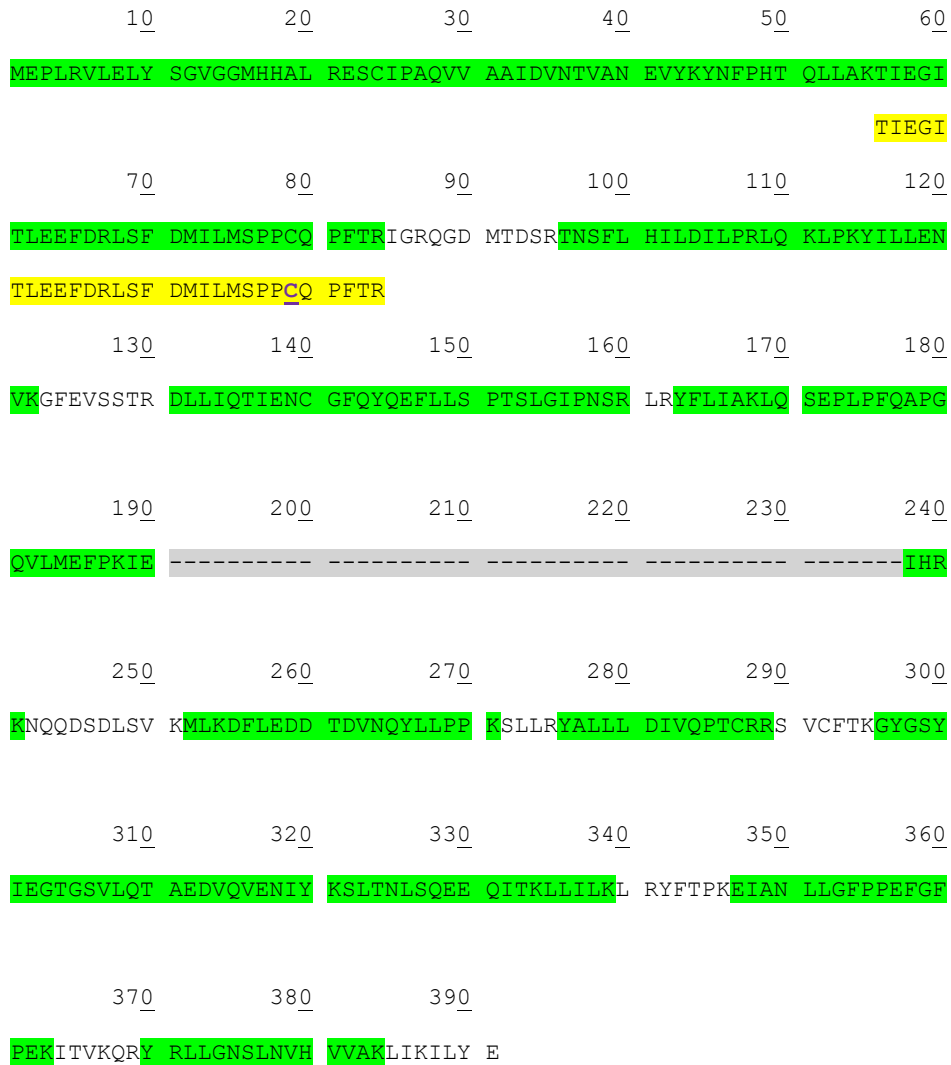 10 20 30 40 50 60
MEPLRVLELY SGVGGMHHAL RESCIPAQVV AAIDVNTVAN EVYKYNFPHT QLLAKTIEGI
TIEGI
70 80 90 100 110 120
TLEEFDRLSF DMILMSPPCQ PFTRIGRQGD MTDSRTNSFL HILDILPRLQ KLPKYILLEN
TLEEFDRLSF DMILMSPPCQ PFTR
130 140 150 160 170 180
VKGFEVSSTR DLLIQTIENC GFQYQEFLLS PTSLGIPNSR LRYFLIAKLQ SEPLPFQAPG
190 200 210 220 230 240
QVLMEFPKIE ---------- ---------- ---------- ---------- -------IHR
250 260 270 280 290 300
KNQQDSDLSV KMLKDFLEDD TDVNQYLLPP KSLLRYALLL DIVQPTCRRS VCFTKGYGSY
310 320 330 340 350 360
IEGTGSVLQT AEDVQVENIY KSLTNLSQEE QITKLLILKL RYFTPKEIAN LLGFPPEFGF
370 380 390
PEKITVKQRY RLLGNSLNVH VVAKLIKILY E